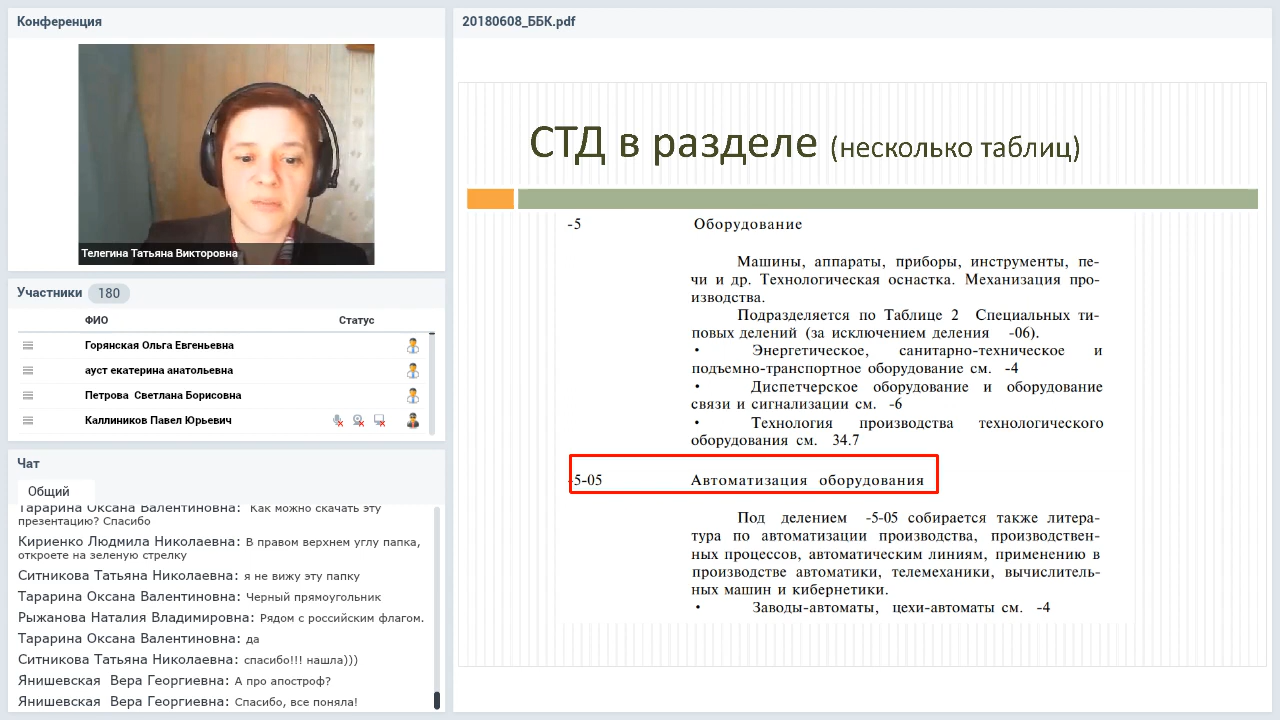 Конференция
Телегина Татьяна Викторовна
Участники 180
ФИО Статус
Горянская Ольга Евгеньевна
ауст екатерина анатольевна
Петрова Светлана Борисовна
Каллиников Павел Юрьевич
Чат
Общий
Тарарина Оксана Валентиновна: Как можно скачать эту
презентацию? Спасибо
Кириенко Людмила Николаевна: В правом верхнем углу папка,
откроете на зеленую стрелку
Ситникова Татьяна Николаевна: я не вижу эту папку
Тарарина Оксана Валентиновна: Черный прямоугольник
Рыжанова Наталия Владимировна: Рядом с российским флагом.
Тарарина Оксана Валентиновна: да
Ситникова Татьяна Николаевна: спасибо!!! нашла)))
Янишевская Вера Георгиевна: А про апостроф?
Янишевская Вера Георгиевна: Спасибо, все поняла!
20180608_ББК.pdf
СТД в разделе (несколько таблиц)
-5 Оборудование
Машины, аппараты, приборы, инструменты, пе-
чи и др. Технологическая оснастка. Механизация про-
изводства.
Подразделяется по Таблице 2 Специальных ти-
повых делений (за исключением деления -06).
• Энергетическое, санитарно-техническое и
подъемно-транспортное оборудование см. -4
• Диспетчерское оборудование и оборудование
связи и сигнализации см. -6
• Технология производства технологического
оборудования см. 34.7
-5-05 Автоматизация оборудования
Под делением -5-05 собирается также литера-
тура по автоматизации производства, производствен-
ных процессов, автоматическим линиям, применению в
производстве автоматики, телемеханики, вычислитель-
ных машин и кибернетики.
• Заводы-автоматы, цехи-автоматы см. -4